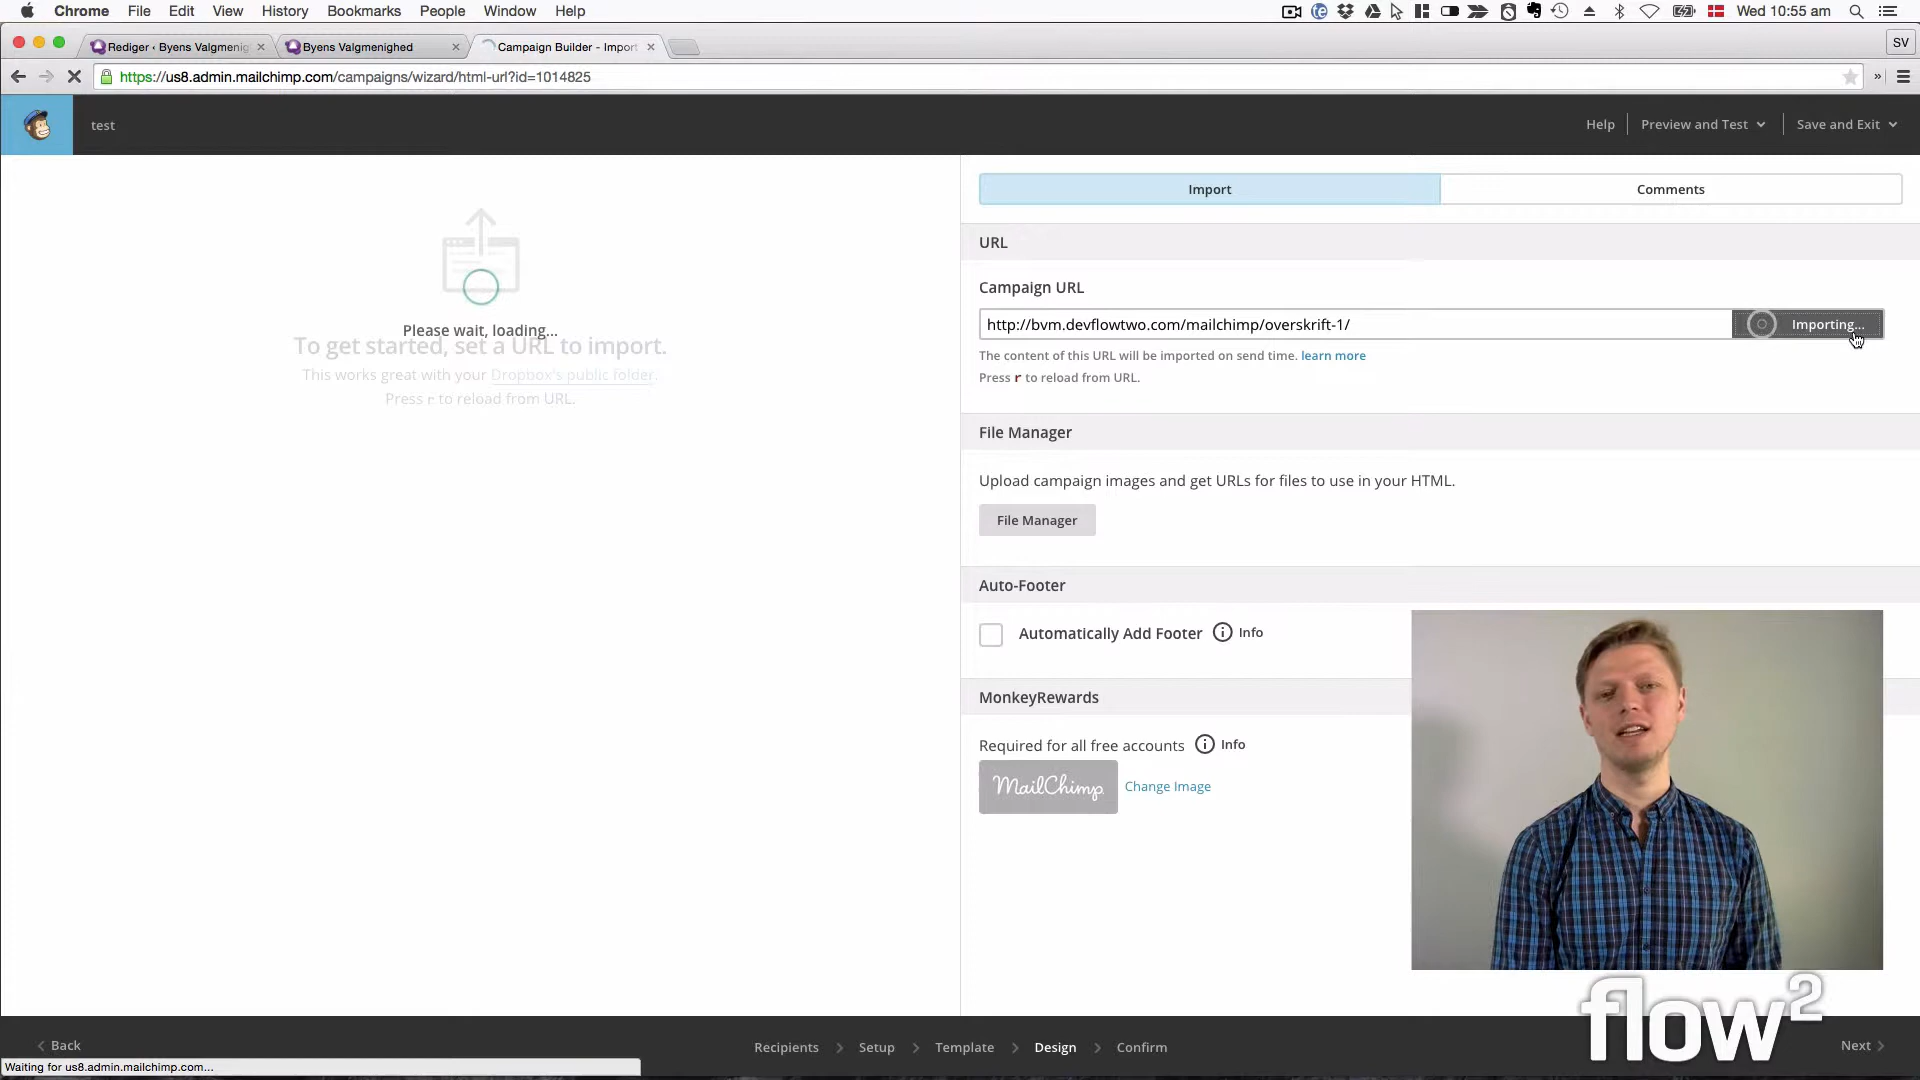 Chrome File Edit View History Bookmarks People Window Help Wed 10:55 am
Rediger ‹ Byens Valgmenig
Byens Valgmenighed
Campaign Builder - Import
SV
https://us8.admin.mailchimp.com/campaigns/wizard/html-url?id=1014825
test
Help
Preview and Test
Save and Exit
Please wait, loading...
To get started, set a URL to import.
This works great with your Dropbox's public folder.
Press r to reload from URL.
Import
Comments
URL
Campaign URL
http://bvm.devflowtwo.com/mailchimp/overskrift-1/
Importing...
The content of this URL will be imported on send time. learn more
Press r to reload from URL.
File Manager
Upload campaign images and get URLs for files to use in your HTML.
File Manager
Auto-Footer
Automatically Add Footer
Info
MonkeyRewards
Required for all free accounts
Info
MailChimp
Change Image
flow2
Back
Recipients
Setup
Template
Design
Confirm
Next
Waiting for us8.admin.mailchimp.com...